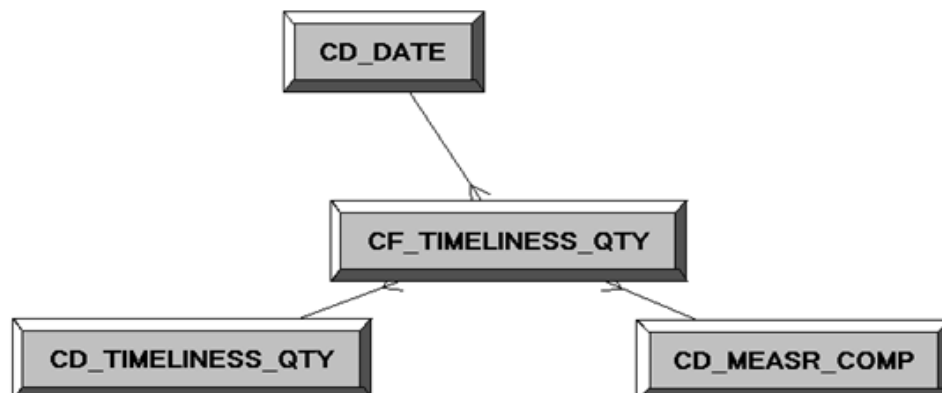 CD_DATE
CF_TIMELINESS_QTY
CD_TIMELINESS_QTY
CD_MEASR_COMP